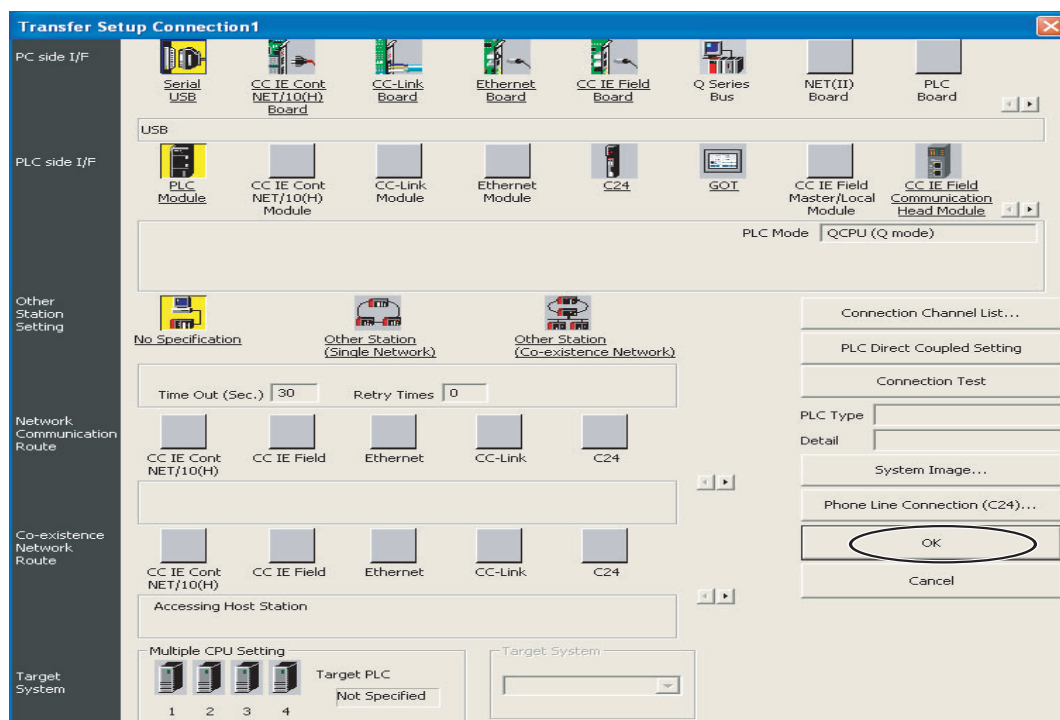 Transfer Setup Connection1
PC side I/F
Serial
USB
CC IE Cont
NET/10(H)
Board
CC-Link
Board
Ethernet
Board
CC IE Field
Board
Q Series
Bus
NET(II)
Board
PLC
Board
USB
PLC side I/F
PLC
Module
CC IE Cont
NET/10(H)
Module
CC-Link
Module
Ethernet
Module
C24
GOT
CC IE Field
Master/Local
Module
CC IE Field
Communication
Head Module
PLC Mode QCPU (Q mode)
Other
Station
Setting
No Specification
Other Station
(Single Network)
Other Station
(Co-existence Network)
Time Out (Sec.) 30 Retry Times 0
Connection Channel List...
PLC Direct Coupled Setting
Connection Test
PLC Type
Detail
System Image...
Phone Line Connection (C24)...
OK
Cancel
Network
Communication
Route
CC IE Cont
NET/10(H)
CC IE Field
Ethernet
CC-Link
C24
Co-existence
Network
Route
CC IE Cont
NET/10(H)
CC IE Field
Ethernet
CC-Link
C24
Accessing Host Station
Target
System
Multiple CPU Setting
1 2 3 4
Target PLC
Not Specified
Target System